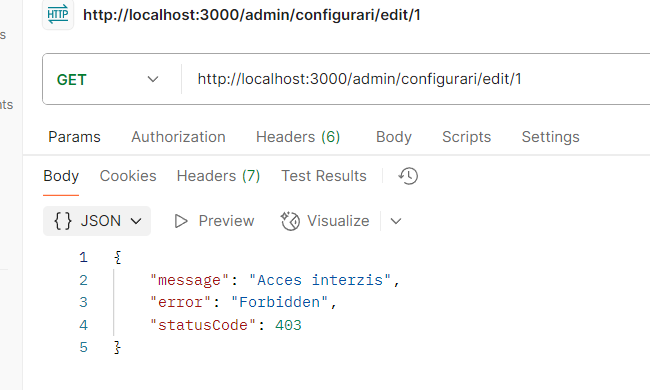 HTTP http://localhost:3000/admin/configurari/edit/1
s
GET http://localhost:3000/admin/configurari/edit/1
nts
Params Authorization Headers (6) Body Scripts Settings
Body Cookies Headers (7) Test Results
{} JSON Preview Visualize
1 {
2 "message": "Acces interzis",
3 "error": "Forbidden",
4 "statusCode": 403
5 }